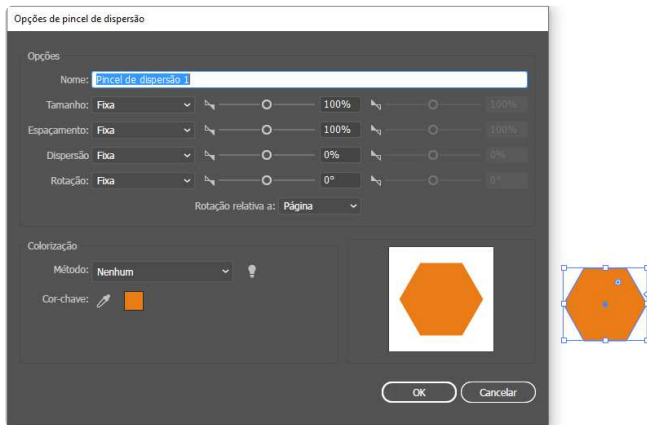 Opções de pincel de dispersão
Opções
Nome: Pincel de dispersão 1
Tamanho: Fixa 100% 100%
Espaçamento: Fixa 100% 100%
Dispersão Fixa 0% 0%
Rotação: Fixa 0° 0°
Rotação relativa a: Página
Colorização
Método: Nenhum
Cor-chave:
OK Cancelar